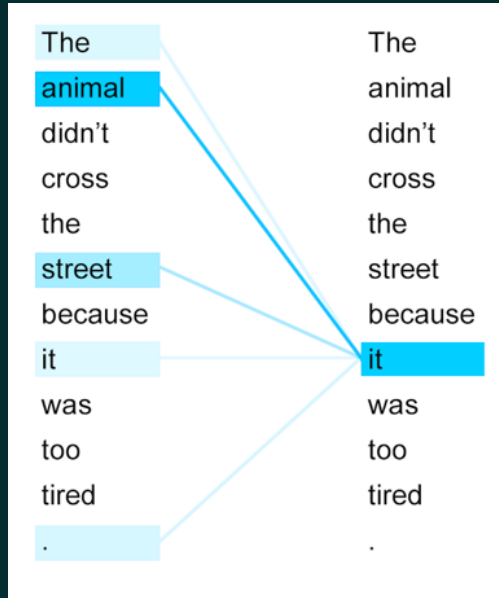 The The
animal animal
didn’t didn’t
cross cross
the the
street street
because because
it it
was was
too too
tired tired
. .